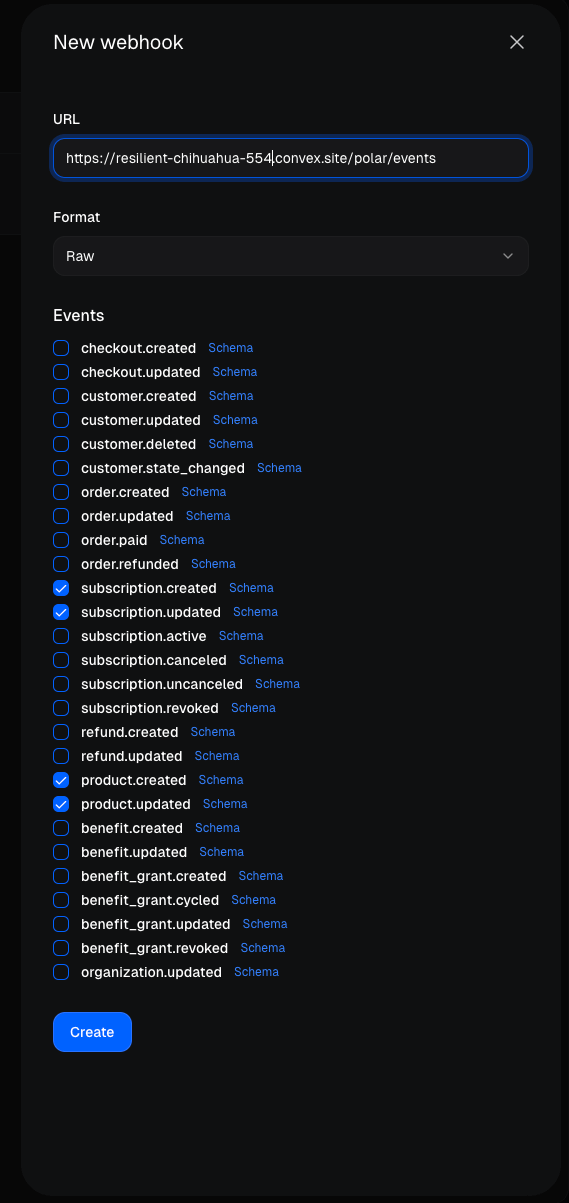 New webhook
URL
https://resilient-chihuahua-554.convex.site/polar/events
Format
Raw
Events
checkout.created Schema
checkout.updated Schema
customer.created Schema
customer.updated Schema
customer.deleted Schema
customer.state_changed Schema
order.created Schema
order.updated Schema
order.paid Schema
order.refunded Schema
subscription.created Schema
subscription.updated Schema
subscription.active Schema
subscription.canceled Schema
subscription.uncanceled Schema
subscription.revoked Schema
refund.created Schema
refund.updated Schema
product.created Schema
product.updated Schema
benefit.created Schema
benefit.updated Schema
benefit_grant.created Schema
benefit_grant.cycled Schema
benefit_grant.updated Schema
benefit_grant.revoked Schema
organization.updated Schema
Create